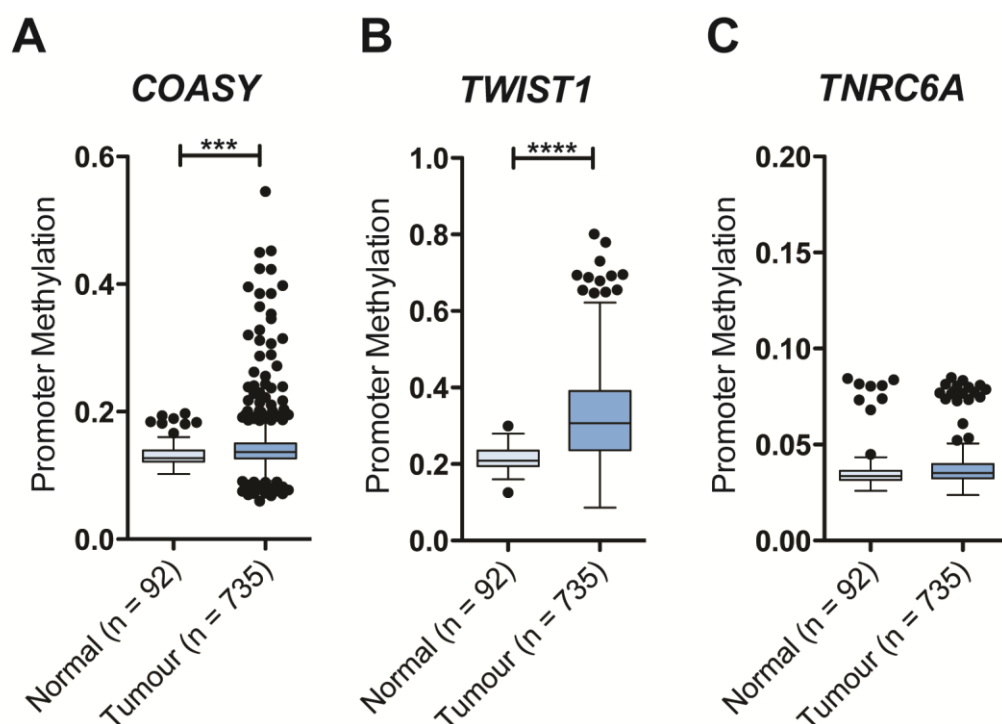 A
COASY
***
Promoter Methylation
0.6
0.4
0.2
0.0
Normal (n = 92)
Tumour (n = 735)
B
TWIST1
****
Promoter Methylation
1.0
0.8
0.6
0.4
0.2
0.0
Normal (n = 92)
Tumour (n = 735)
C
TNRC6A
Promoter Methylation
0.20
0.15
0.10
0.05
0.00
Normal (n = 92)
Tumour (n = 735)